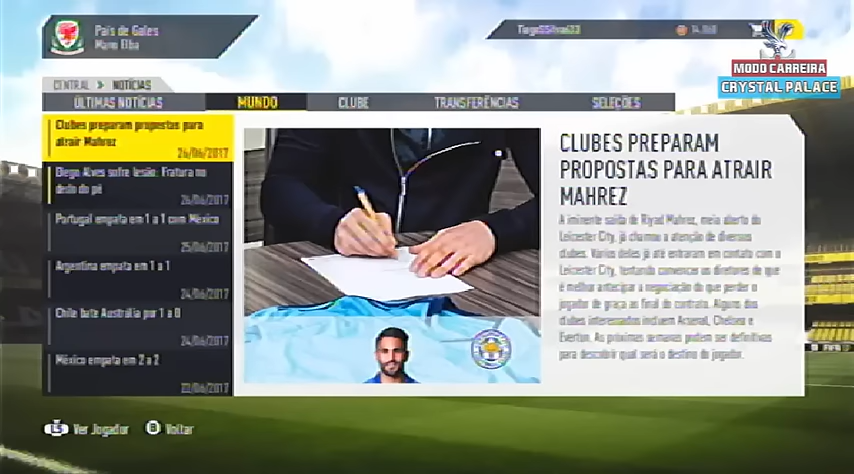 País de Gales
Mano Elba
MODO CARREIRA
CRYSTAL PALACE
CENTRAL > NOTÍCIAS
ÚLTIMAS NOTÍCIAS
MUNDO
CLUBE
TRANSFERÊNCIAS
SELEÇÕES
Clubes preparam propostas para
atrair Mahrez
26/06/2017
Diego Alves sofre lesão: Fratura no
dedo do pé
26/06/2017
Portugal empata em 1 a 1 com México
25/06/2017
Argentina empata em 1 a 1
24/06/2017
Chile bate Austrália por 1 a 0
24/06/2017
México empata em 2 a 2
22/06/2017
CLUBES PREPARAM
PROPOSTAS PARA ATRAIR
MAHREZ
A iminente saída de Riyad Mahrez, meia aberto do
Leicester City, já chamou a atenção de diversos
clubes. Vários deles já até entraram em contato com o
Leicester City, tentando convencer os diretores de que
é melhor antecipar a negociação do que perder o
jogador de graça ao final do contrato. Alguns dos
clubes interessados incluem Arsenal, Chelsea e
Everton. As próximas semanas podem ser definitivas
para descobrir qual será o destino do jogador.
LS Ver Jogador
B Voltar